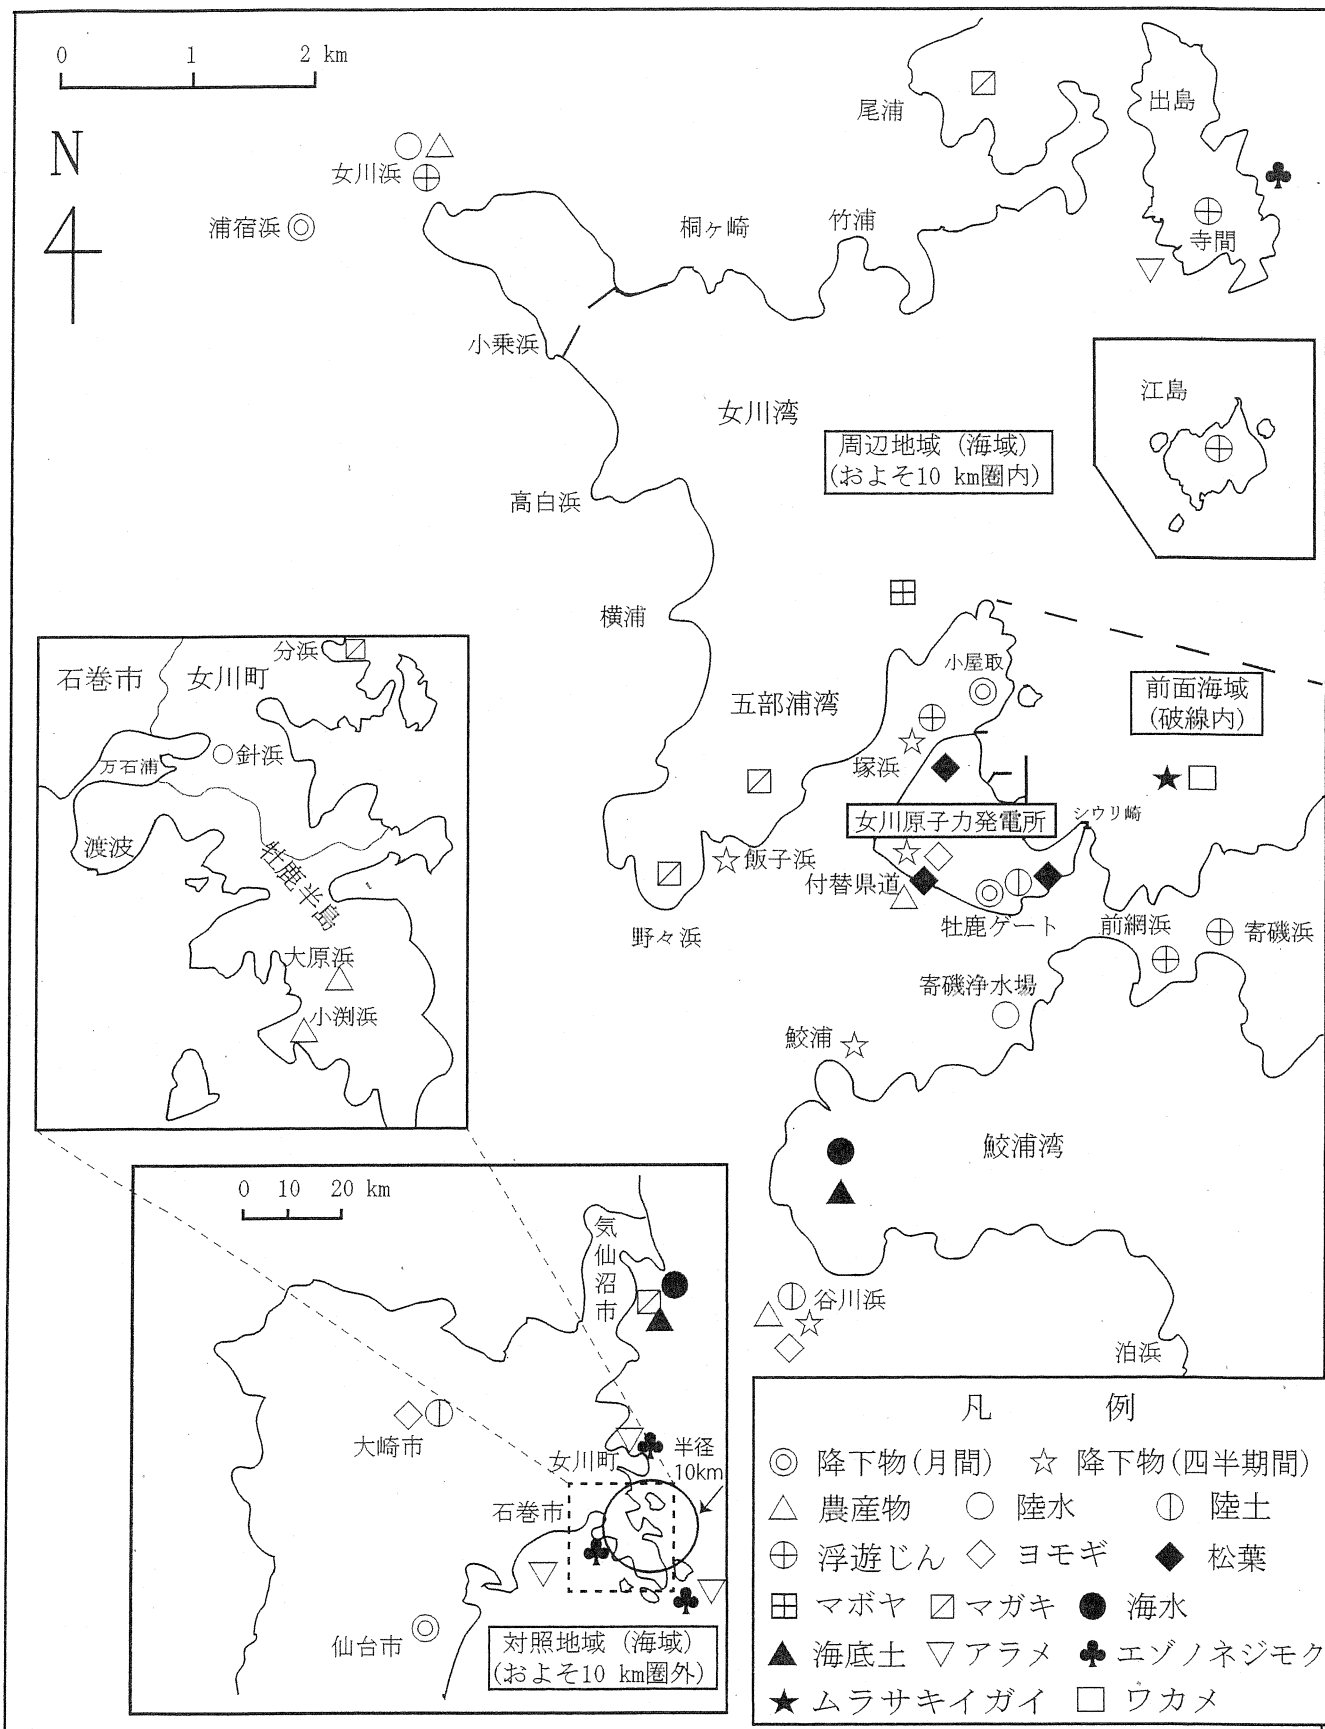 0 1 2 km
N
尾浦
出島
女川浜
浦宿浜
桐ヶ崎
竹浦
寺間
小乗浜
江島
女川湾
周辺地域（海域）
(およそ10 km圏内)
高白浜
横浦
小屋取
前面海域
(破線内)
五部浦湾
塚浜
女川原子力発電所
シウリ崎
飯子浜
付替県道
野々浜
牡鹿ゲート
前網浜
寄磯浜
寄磯浄水場
鮫浦
鮫浦湾
谷川浜
泊浜
分浜
石巻市
女川町
針浜
万石浦
渡波
牡鹿半島
大原浜
小渕浜
0 10 20 km
気仙沼市
大崎市
女川町
半径
10km
石巻市
仙台市
対照地域（海域）
(およそ10 km圏外)
凡 例
降下物(月間) 降下物(四半期間)
農産物 陸水 陸土
浮遊じん ヨモギ 松葉
マボヤ マガキ 海水
海底土 アラメ エゾノネジモク
ムラサキイガイ ワカメ